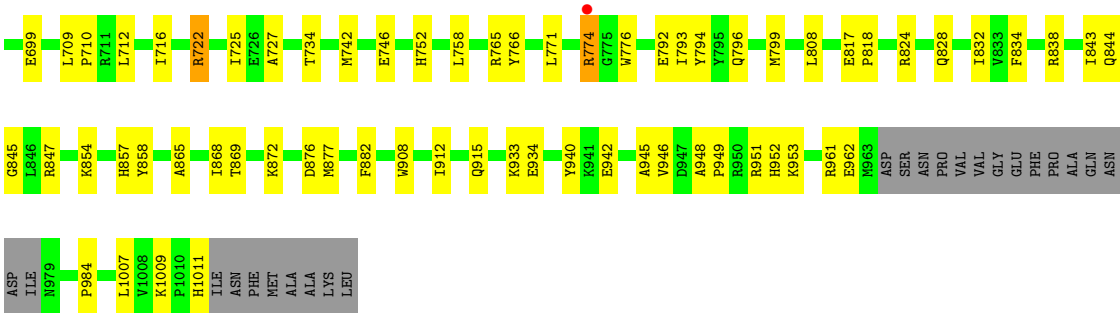 E699 L709 P710 R711 L712 I716 R722 I725 E726 A727 T734 M742 E746 H752 L758 R765 Y766 L771 R774 G775 W776 E792 I793 Y794 Y795 Q796 M799 L808 E817 P818 R824 Q828 I832 V833 F834 R838 I843 Q844
G845 L846 R847 K854 H857 Y858 A865 I868 T869 K872 D876 M877 F882 W908 I912 Q915 K933 E934 Y940 K941 E942 A945 V946 D947 A948 P949 R950 R951 H952 K953 R961 E962 M963 ASP SER ASN PRO VAL VAL GLY GLU PHE PRO ALA GLN ASN
ASP ILE N979 P984 L1007 V1008 K1009 P1010 H1011 ILE ASN PHE MET ALA ALA LYS LEU